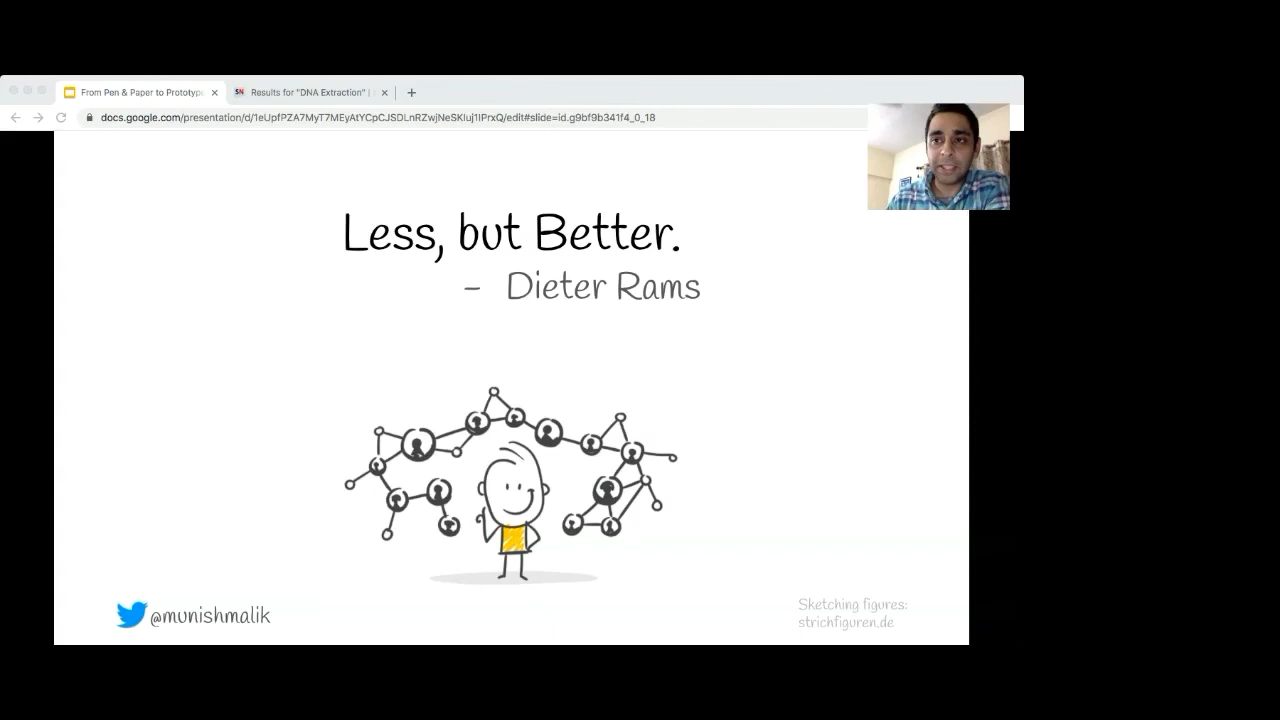 From Pen & Paper to Prototype
Results for "DNA Extraction" |
docs.google.com/presentation/d/1eUpfPZA7MyT7MEyAtYCpCJSDLnRZwjNeSKluj1lPrxQ/edit#slide=id.g9bf9b341f4_0_18
Less, but Better.
- Dieter Rams
@munishmalik
Sketching figures:
strichfiguren.de